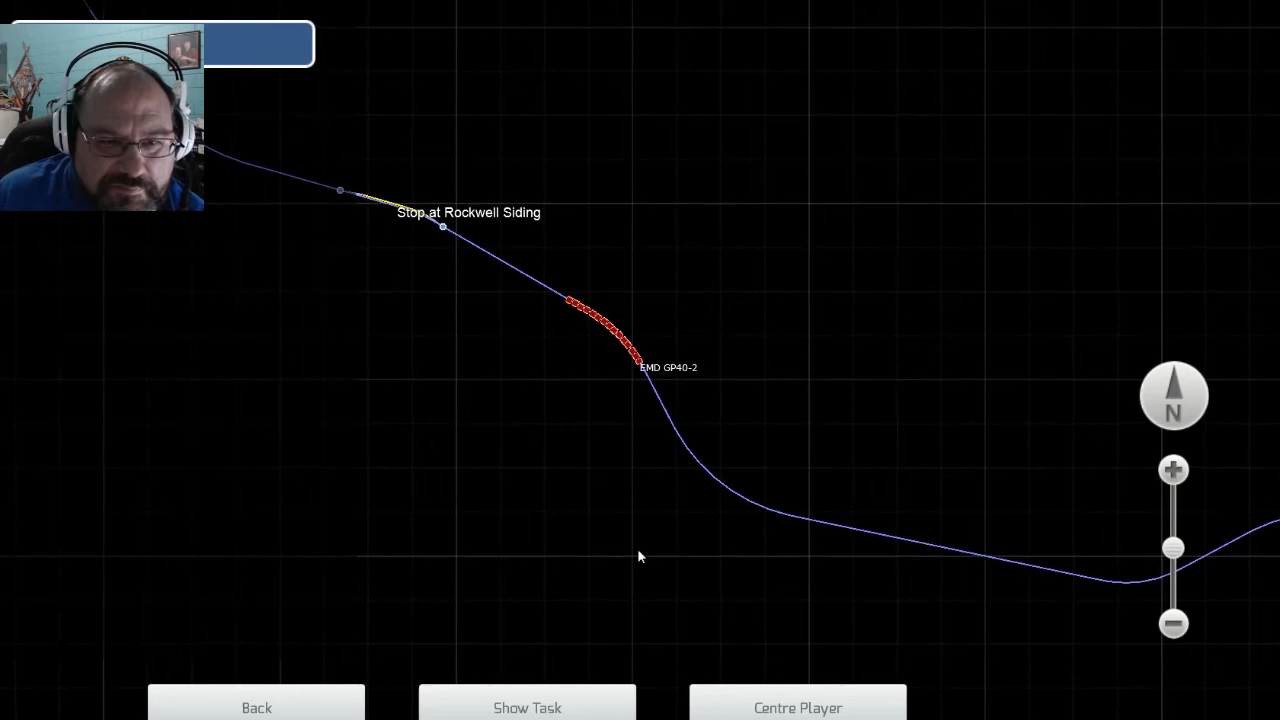 Stop at Rockwell Siding
EMD GP40-2
N
Back
Show Task
Centre Player